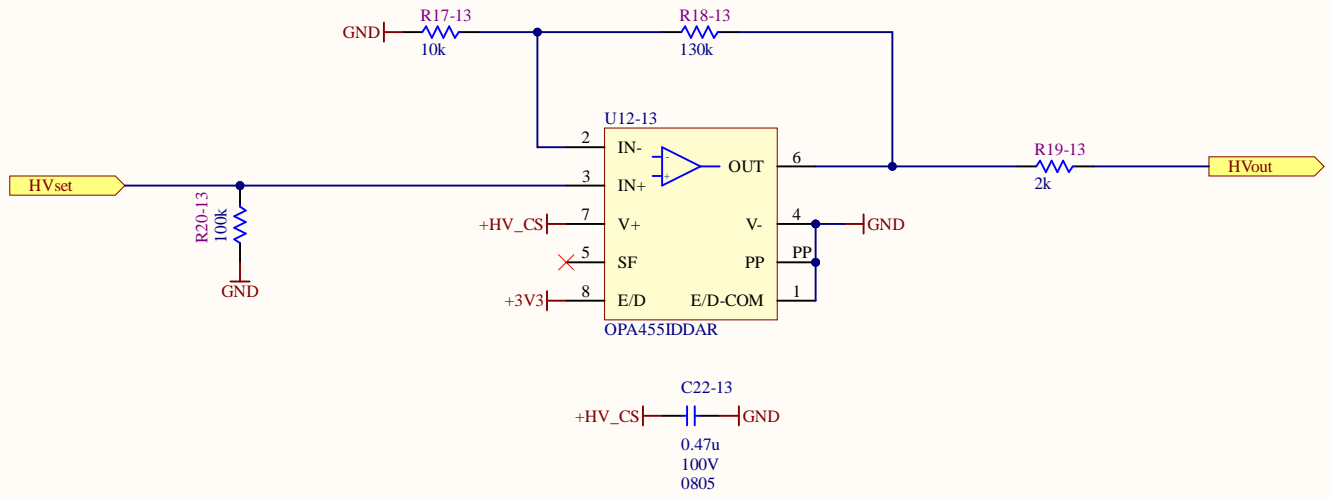 R17-13
GND
10k
R18-13
130k
U12-13
2
IN-
-
+
OUT
6
R19-13
2k
HVout
HVset
3
IN+
R20-13
100k
GND
+HV_CS
7
V+
V-
4
GND
5
SF
PP
PP
+3V3
8
E/D
E/D-COM
1
OPA455IDDAR
C22-13
+HV_CS
GND
0.47u
100V
0805